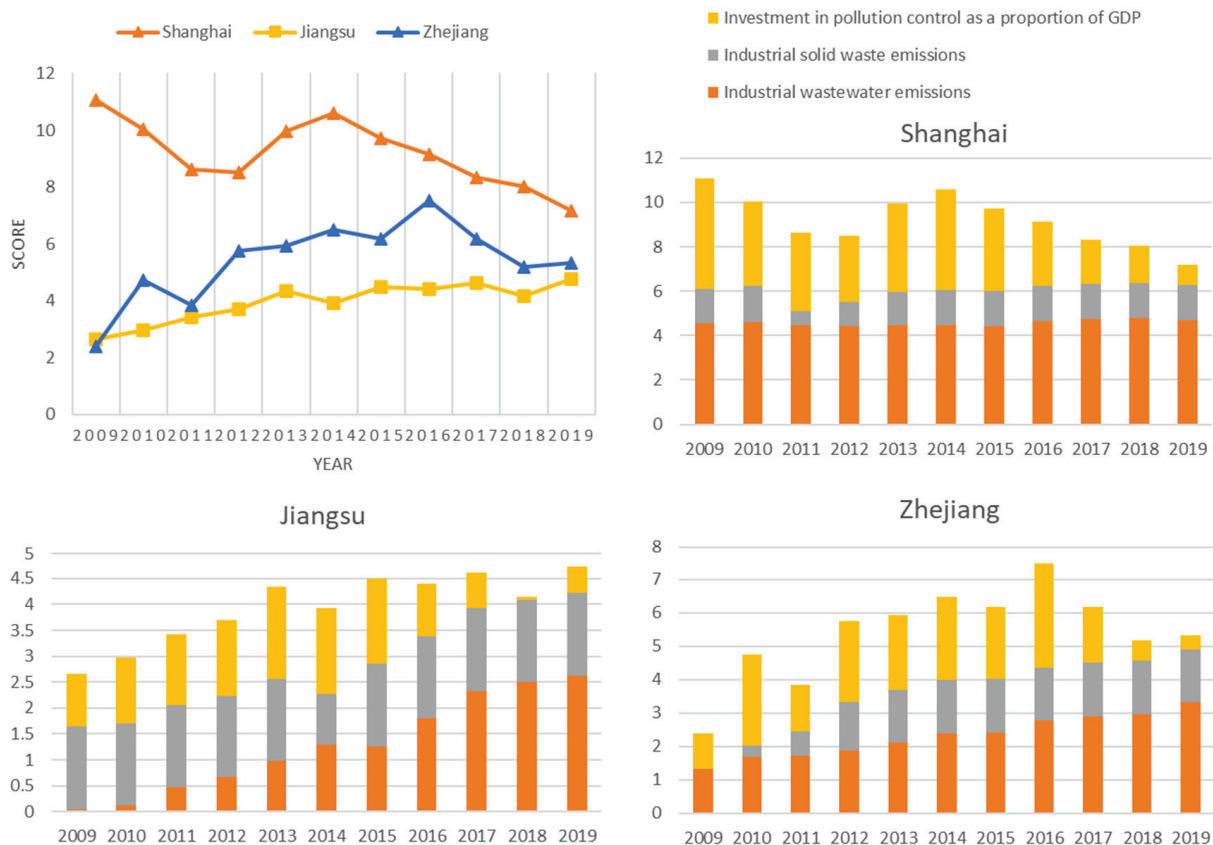 Shanghai Jiangsu Zhejiang
12
10
8
6
4
2
0
SCORE
2009 2010 2011 2012 2013 2014 2015 2016 2017 2018 2019
YEAR
Investment in pollution control as a proportion of GDP
Industrial solid waste emissions
Industrial wastewater emissions
Shanghai
12
10
8
6
4
2
0
2009 2010 2011 2012 2013 2014 2015 2016 2017 2018 2019
Jiangsu
5
4.5
4
3.5
3
2.5
2
1.5
1
0.5
0
2009 2010 2011 2012 2013 2014 2015 2016 2017 2018 2019
Zhejiang
8
7
6
5
4
3
2
1
0
2009 2010 2011 2012 2013 2014 2015 2016 2017 2018 2019